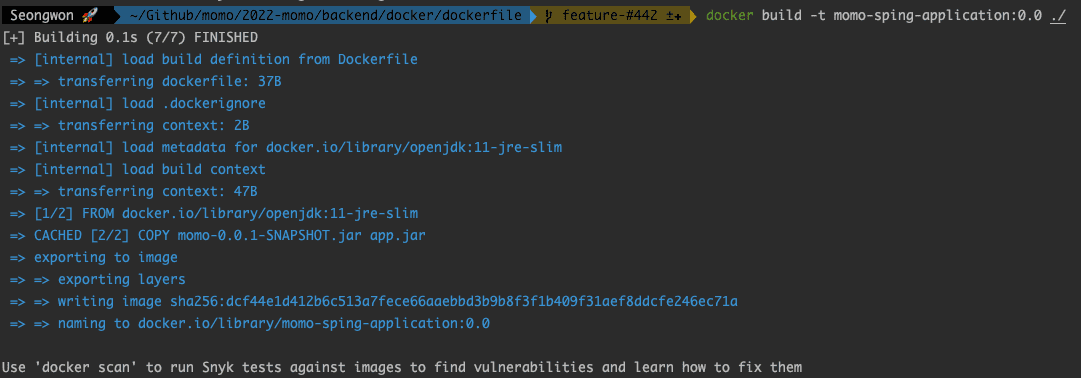 Seongwon 🚀 ~/Github/momo/2022-momo/backend/docker/dockerfile feature-#442 ±✚ docker build -t momo-sping-application:0.0 ./
[+] Building 0.1s (7/7) FINISHED
=> [internal] load build definition from Dockerfile
=> => transferring dockerfile: 37B
=> [internal] load .dockerignore
=> => transferring context: 2B
=> [internal] load metadata for docker.io/library/openjdk:11-jre-slim
=> [internal] load build context
=> => transferring context: 47B
=> [1/2] FROM docker.io/library/openjdk:11-jre-slim
=> CACHED [2/2] COPY momo-0.0.1-SNAPSHOT.jar app.jar
=> exporting to image
=> => exporting layers
=> => writing image sha256:dcf44e1d412b6c513a7fece66aaebbd3b9b8f3f1b409f31aef8ddcfe246ec71a
=> => naming to docker.io/library/momo-sping-application:0.0
Use 'docker scan' to run Snyk tests against images to find vulnerabilities and learn how to fix them